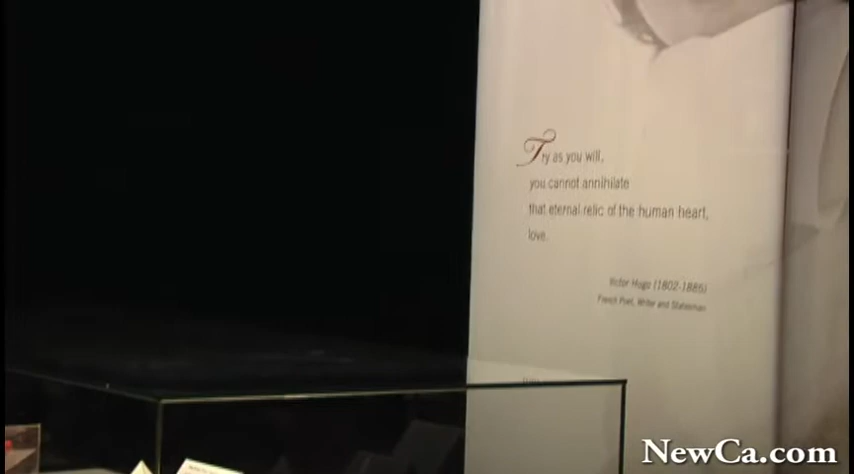 Try as you will,
you cannot annihilate
that eternal relic of the human heart,
love.
Victor Hugo (1802-1885)
French Poet, Writer and Statesman
NewCa.com